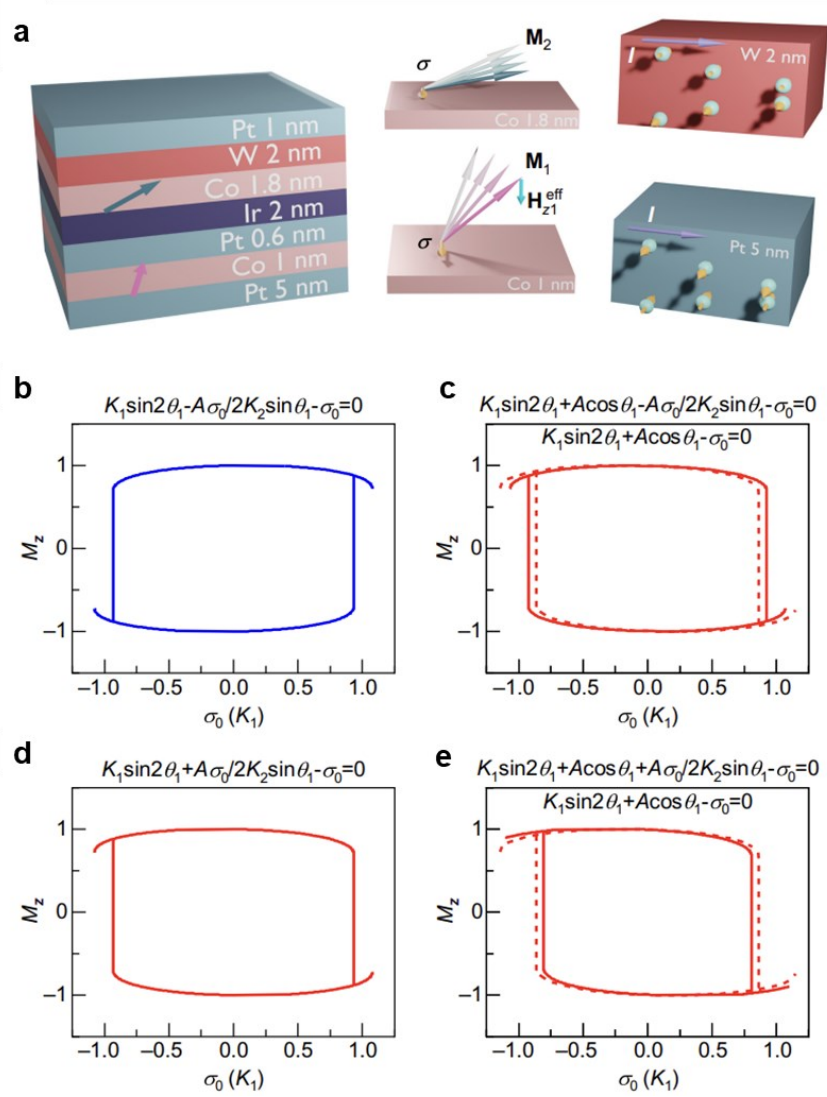 a
Pt 1 nm
W 2 nm
Co 1.8 nm
Ir 2 nm
Pt 0.6 nm
Co 1 nm
Pt 5 nm
M₂
σ
Co 1.8 nm
M₁
H_{z1}^{eff}
σ
Co 1 nm
I
W 2 nm
I
Pt 5 nm
b
K₁sin2θ₁-Aσ₀/2K₂sinθ₁-σ₀=0
M_z
1
0
−1
−1.0 −0.5 0.0 0.5 1.0
σ₀ (K₁)
c
K₁sin2θ₁+Acosθ₁-Aσ₀/2K₂sinθ₁-σ₀=0
K₁sin2θ₁+Acosθ₁-σ₀=0
M_z
1
0
−1
−1.0 −0.5 0.0 0.5 1.0
σ₀ (K₁)
d
K₁sin2θ₁+Aσ₀/2K₂sinθ₁-σ₀=0
M_z
1
0
−1
−1.0 −0.5 0.0 0.5 1.0
σ₀ (K₁)
e
K₁sin2θ₁+Acosθ₁+Aσ₀/2K₂sinθ₁-σ₀=0
K₁sin2θ₁+Acosθ₁-σ₀=0
M_z
1
0
−1
−1.0 −0.5 0.0 0.5 1.0
σ₀ (K₁)